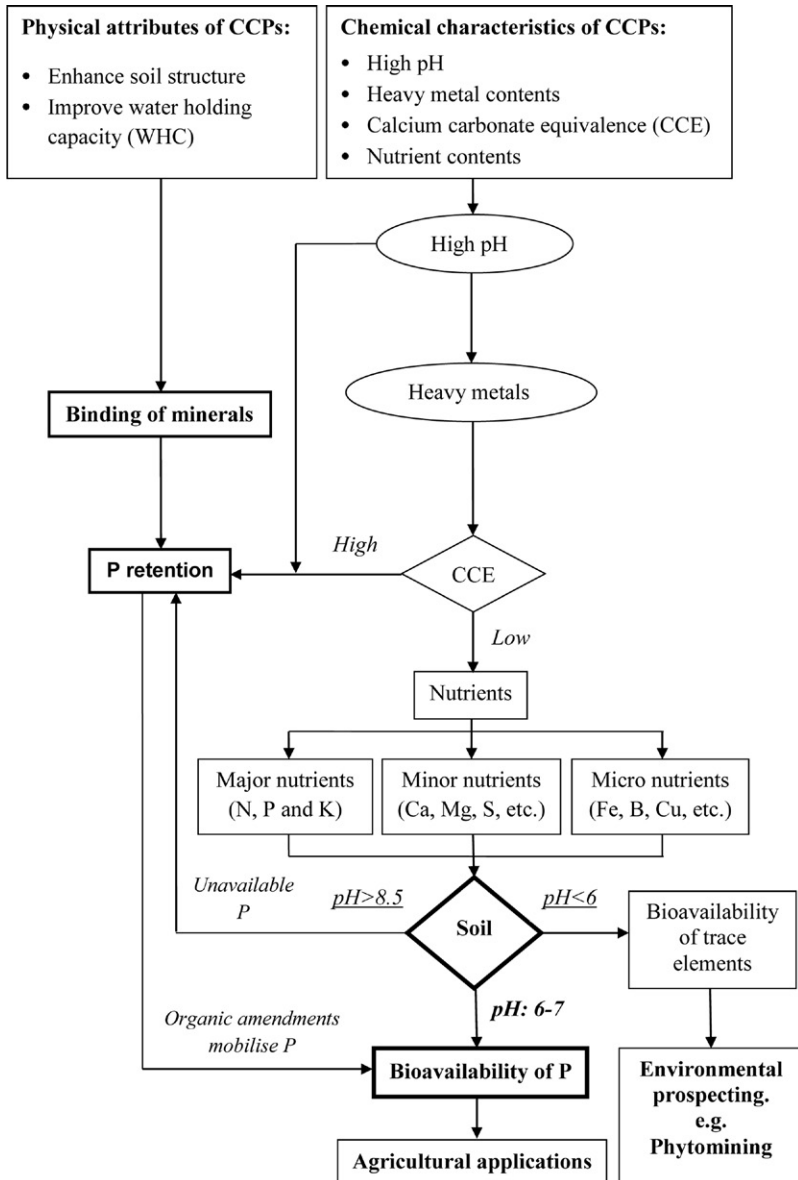 Physical attributes of CCPs:
• Enhance soil structure
• Improve water holding
capacity (WHC)
Chemical characteristics of CCPs:
• High pH
• Heavy metal contents
• Calcium carbonate equivalence (CCE)
• Nutrient contents
High pH
Heavy metals
Binding of minerals
P retention
High
CCE
Low
Nutrients
Major nutrients
(N, P and K)
Minor nutrients
(Ca, Mg, S, etc.)
Micro nutrients
(Fe, B, Cu, etc.)
Unavailable
P
pH>8.5
Soil
pH<6
Bioavailability
of trace
elements
pH: 6-7
Organic amendments
mobilise P
Bioavailability of P
Environmental
prospecting.
e.g.
Phytomining
Agricultural applications